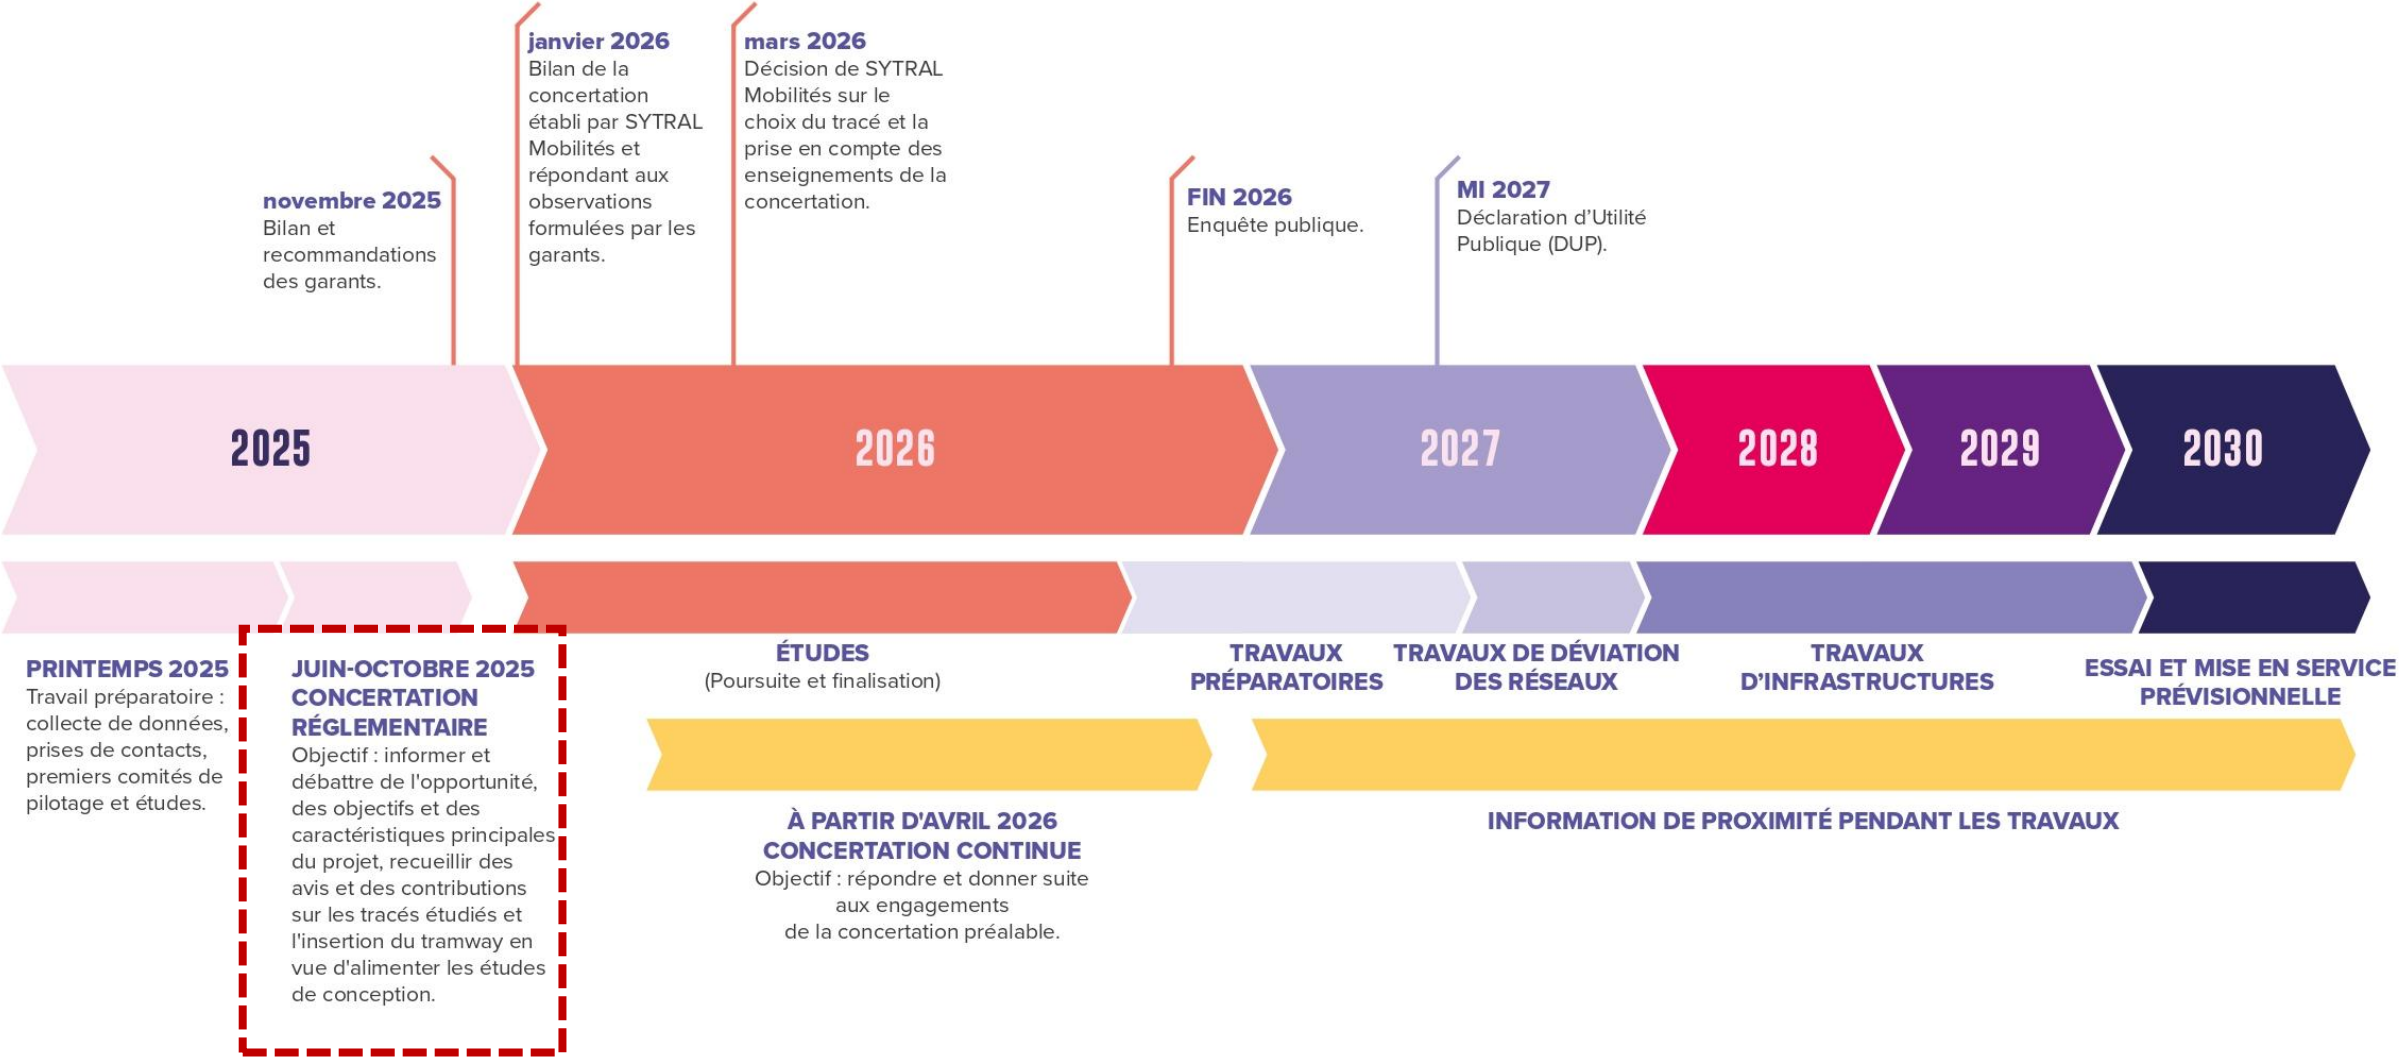 janvier 2026
Bilan de la
concertation
établi par SYTRAL
Mobilités et
répondant aux
observations
formulées par les
garants.
mars 2026
Décision de SYTRAL
Mobilités sur le
choix du tracé et la
prise en compte des
enseignements de la
concertation.
novembre 2025
Bilan et
recommandations
des garants.
FIN 2026
Enquête publique.
MI 2027
Déclaration d’Utilité
Publique (DUP).
2025
2026
2027
2028
2029
2030
PRINTEMPS 2025
Travail préparatoire :
collecte de données,
prises de contacts,
premiers comités de
pilotage et études.
JUIN-OCTOBRE 2025
CONCERTATION
RÉGLEMENTAIRE
Objectif : informer et
débattre de l'opportunité,
des objectifs et des
caractéristiques principales
du projet, recueillir des
avis et des contributions
sur les tracés étudiés et
l'insertion du tramway en
vue d'alimenter les études
de conception.
ÉTUDES
(Poursuite et finalisation)
TRAVAUX
PRÉPARATOIRES
TRAVAUX DE DÉVIATION
DES RÉSEAUX
TRAVAUX
D’INFRASTRUCTURES
ESSAI ET MISE EN SERVICE
PRÉVISIONNELLE
À PARTIR D'AVRIL 2026
CONCERTATION CONTINUE
Objectif : répondre et donner suite
aux engagements
de la concertation préalable.
INFORMATION DE PROXIMITÉ PENDANT LES TRAVAUX